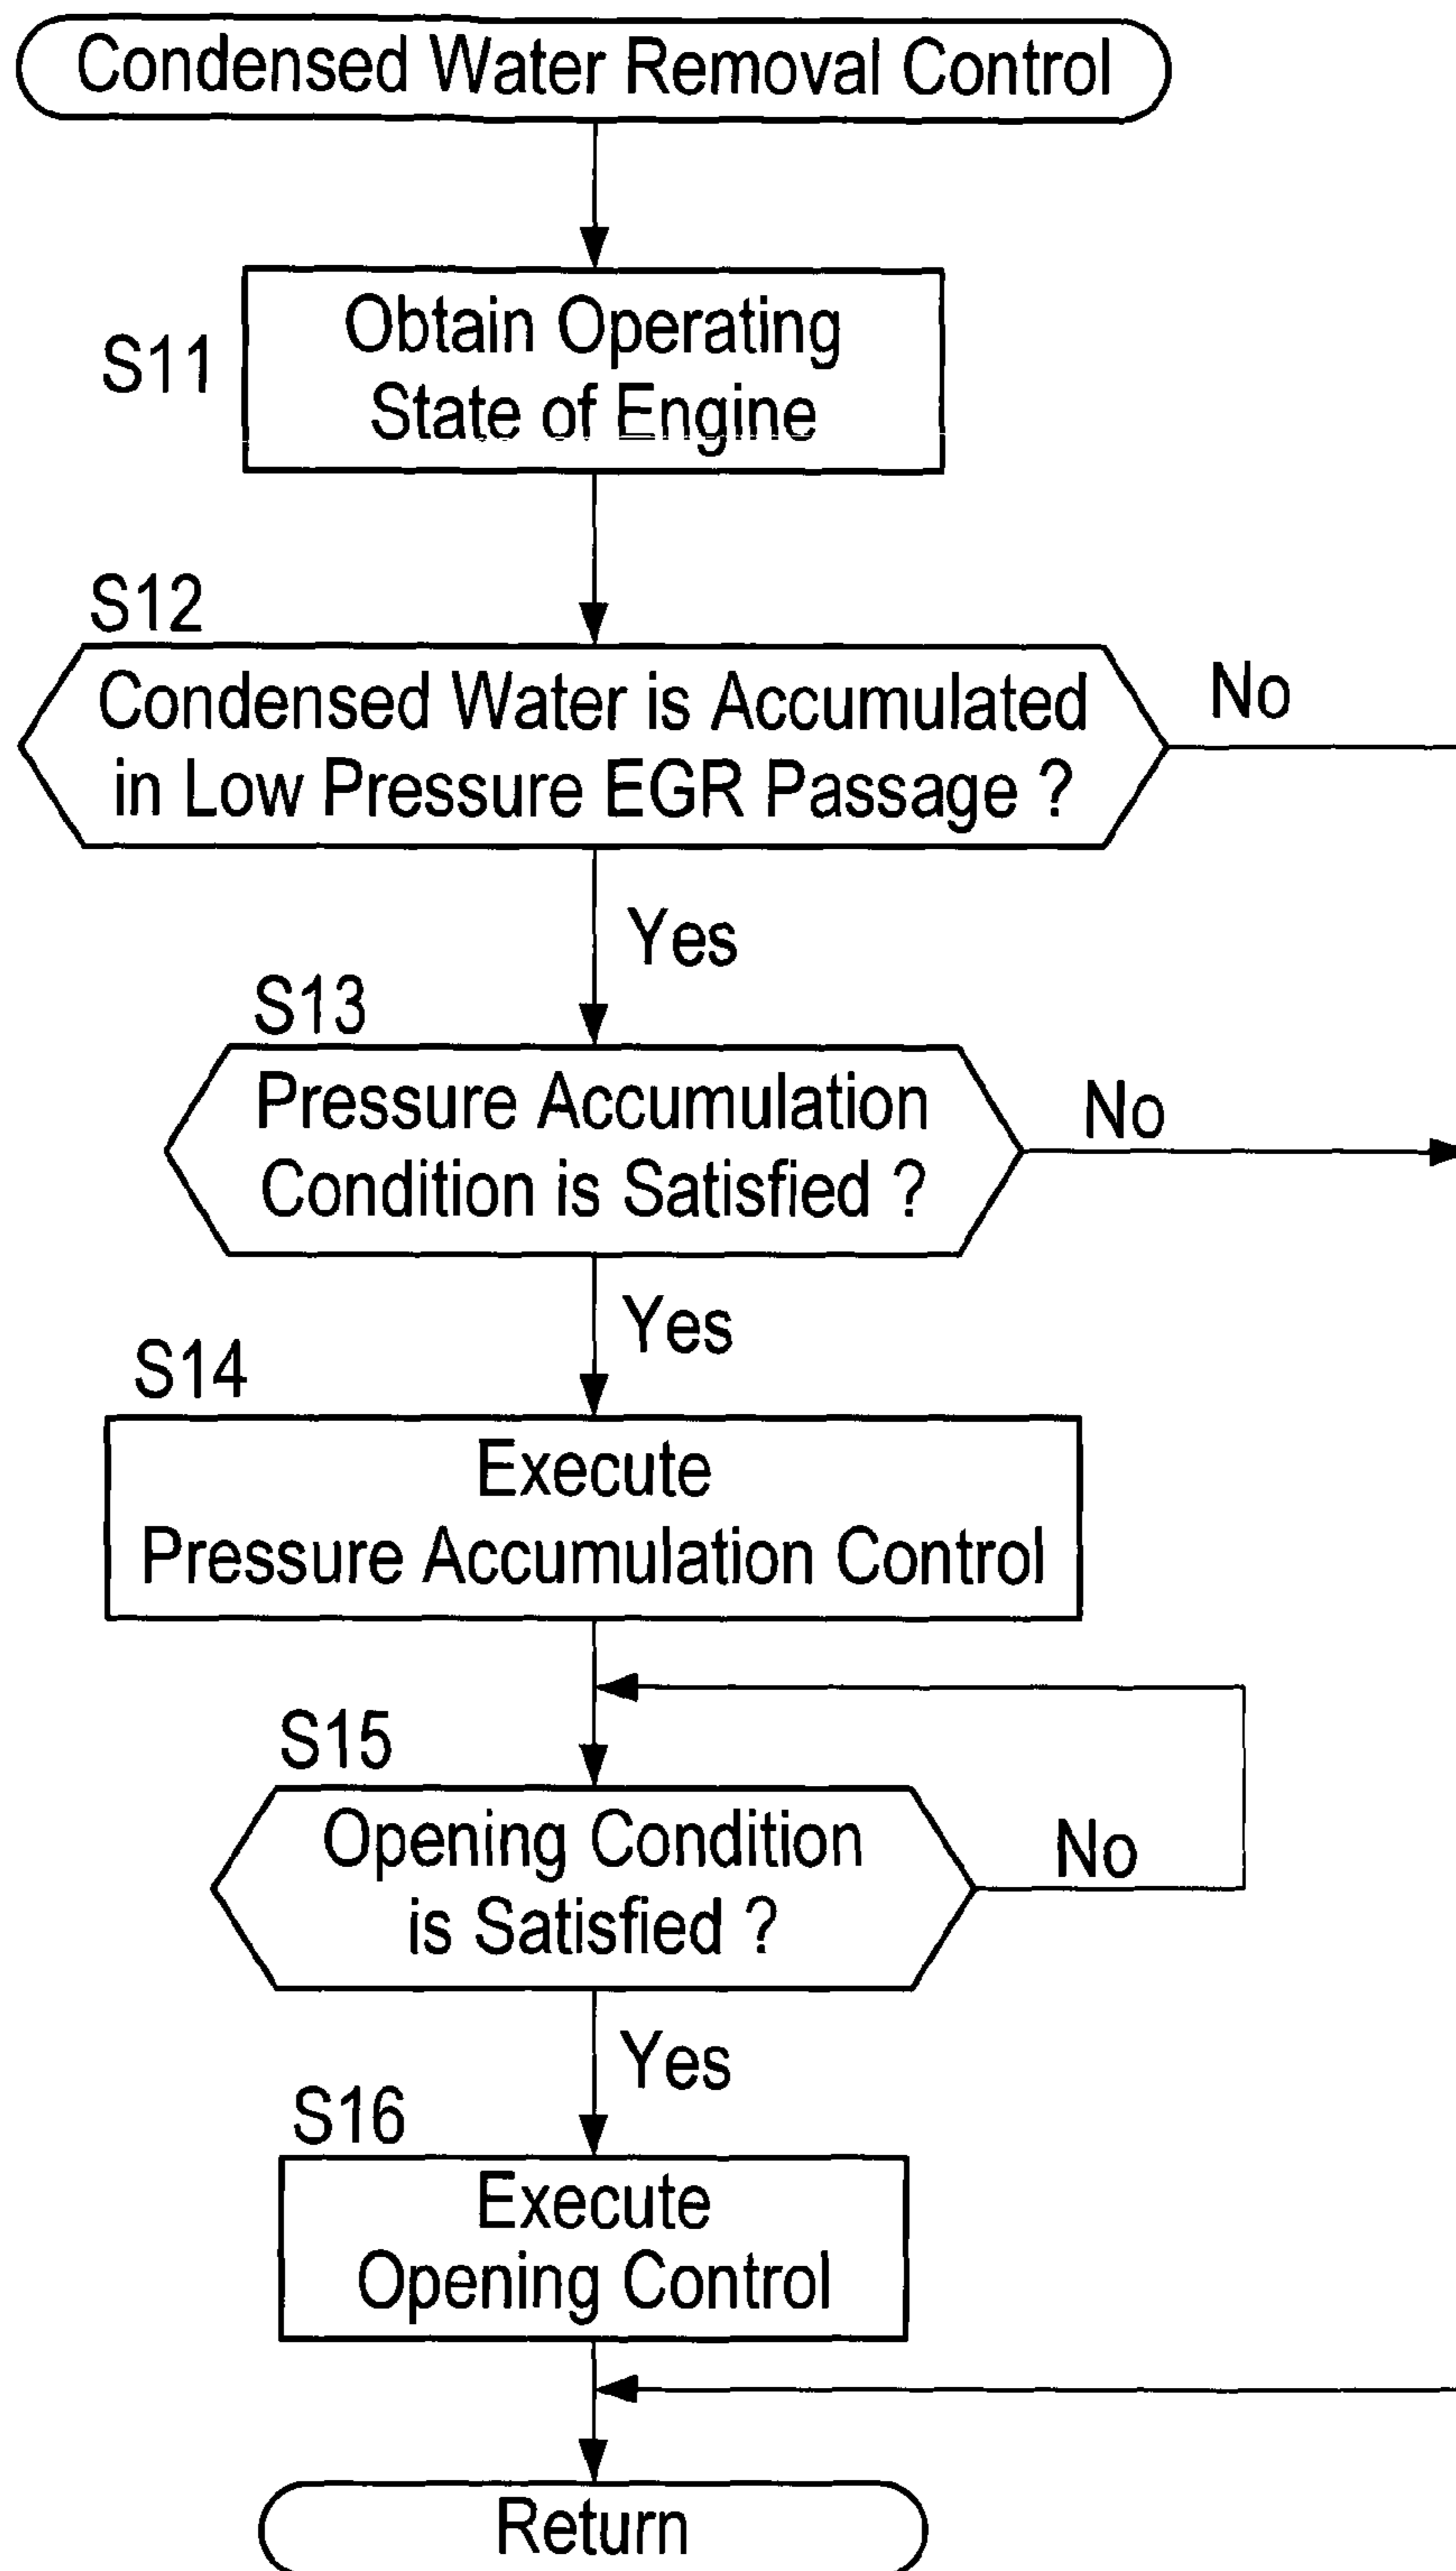 Condensed Water Removal Control
S11
Obtain Operating
State of Engine
S12
Condensed Water is Accumulated
in Low Pressure EGR Passage ?
No
Yes
S13
Pressure Accumulation
Condition is Satisfied ?
No
Yes
S14
Execute
Pressure Accumulation Control
S15
Opening Condition
is Satisfied ?
No
Yes
S16
Execute
Opening Control
Return